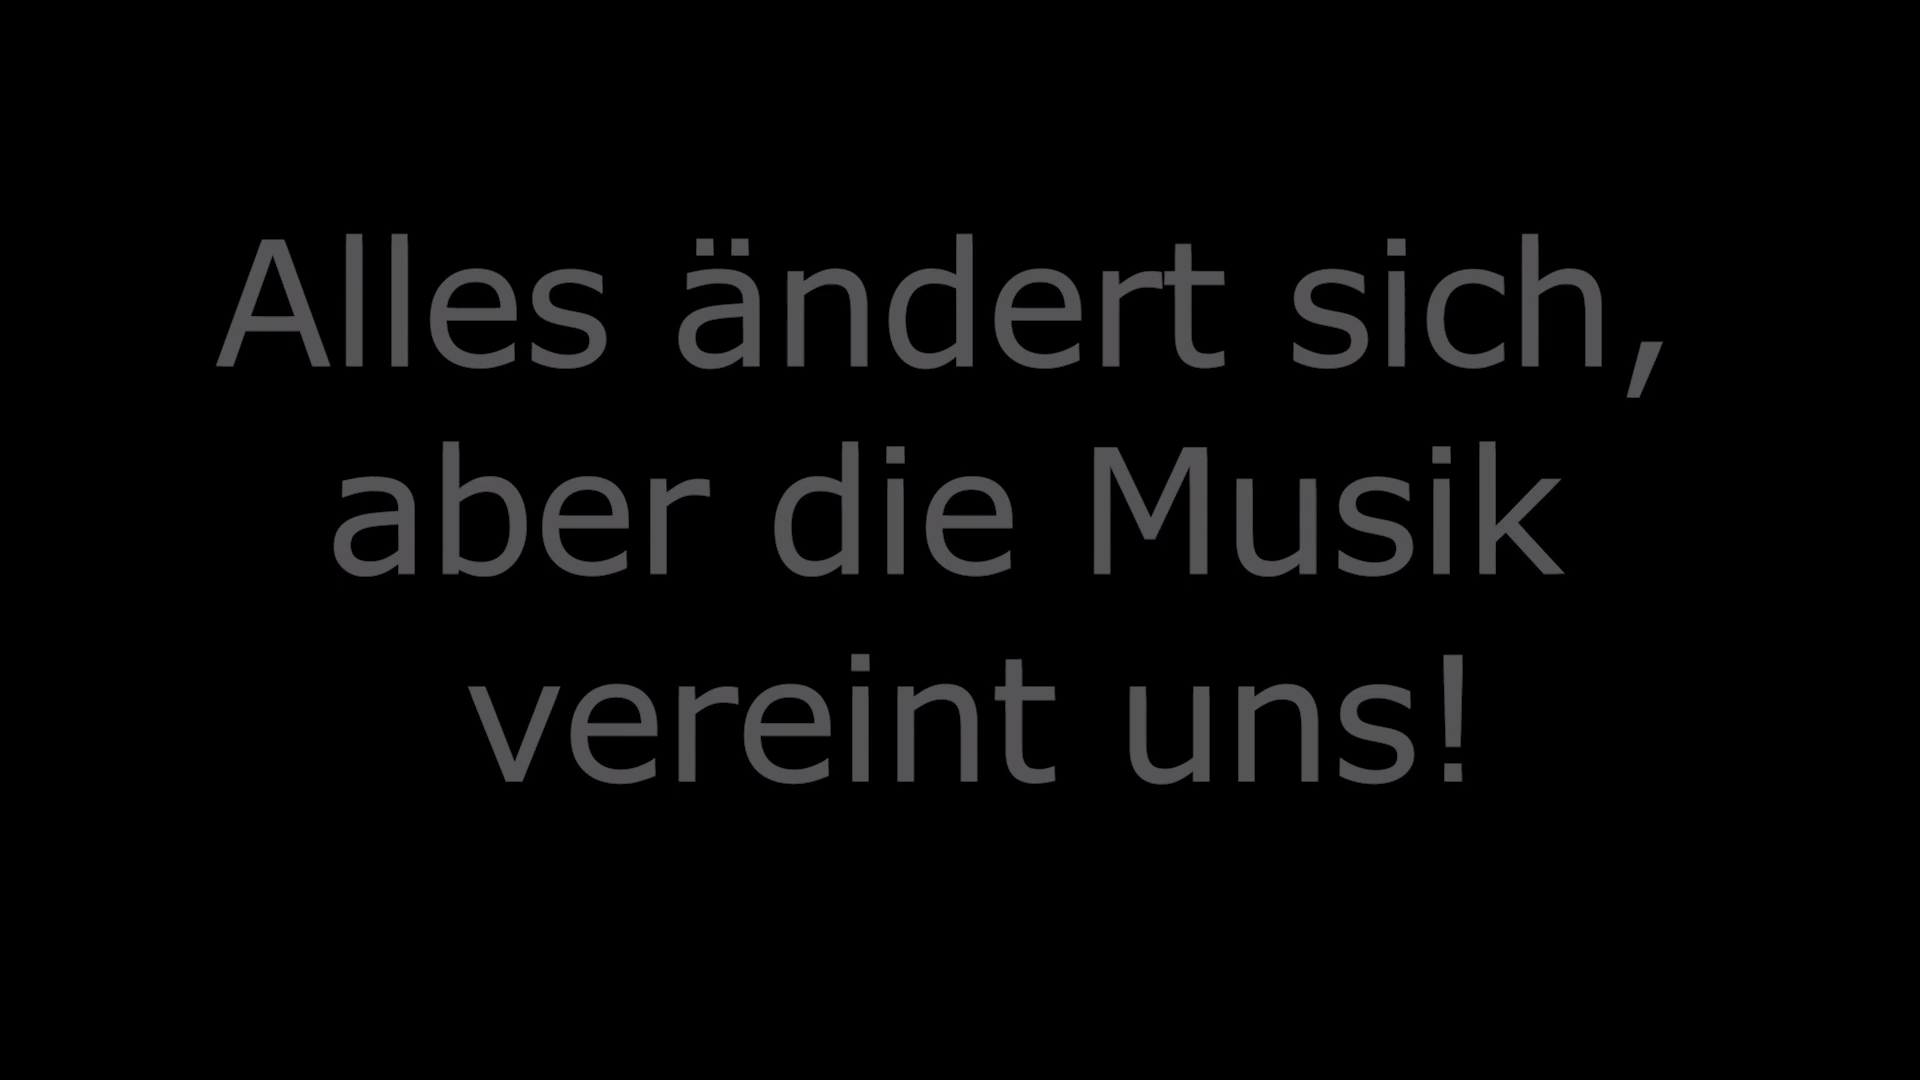 Alles ändert sich,
aber die Musik
vereint uns!